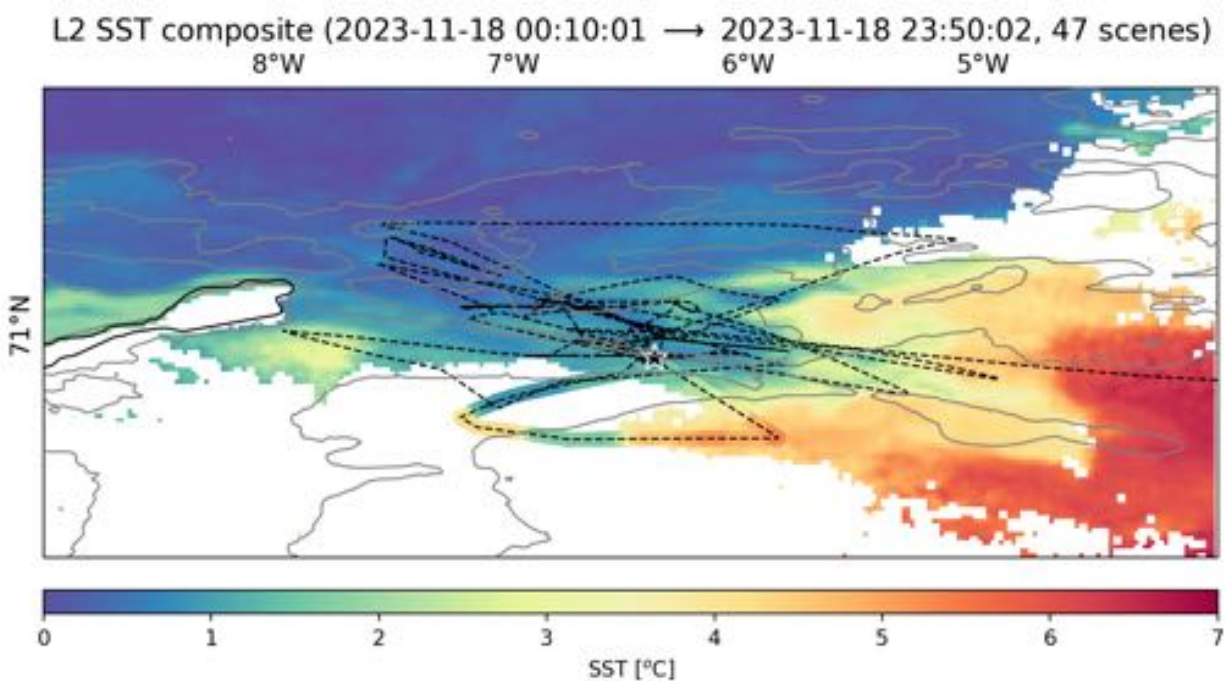 L2 SST composite (2023-11-18 00:10:01 → 2023-11-18 23:50:02, 47 scenes)
8°W 7°W 6°W 5°W
71°N
0 1 2 3 4 5 6 7
SST [°C]